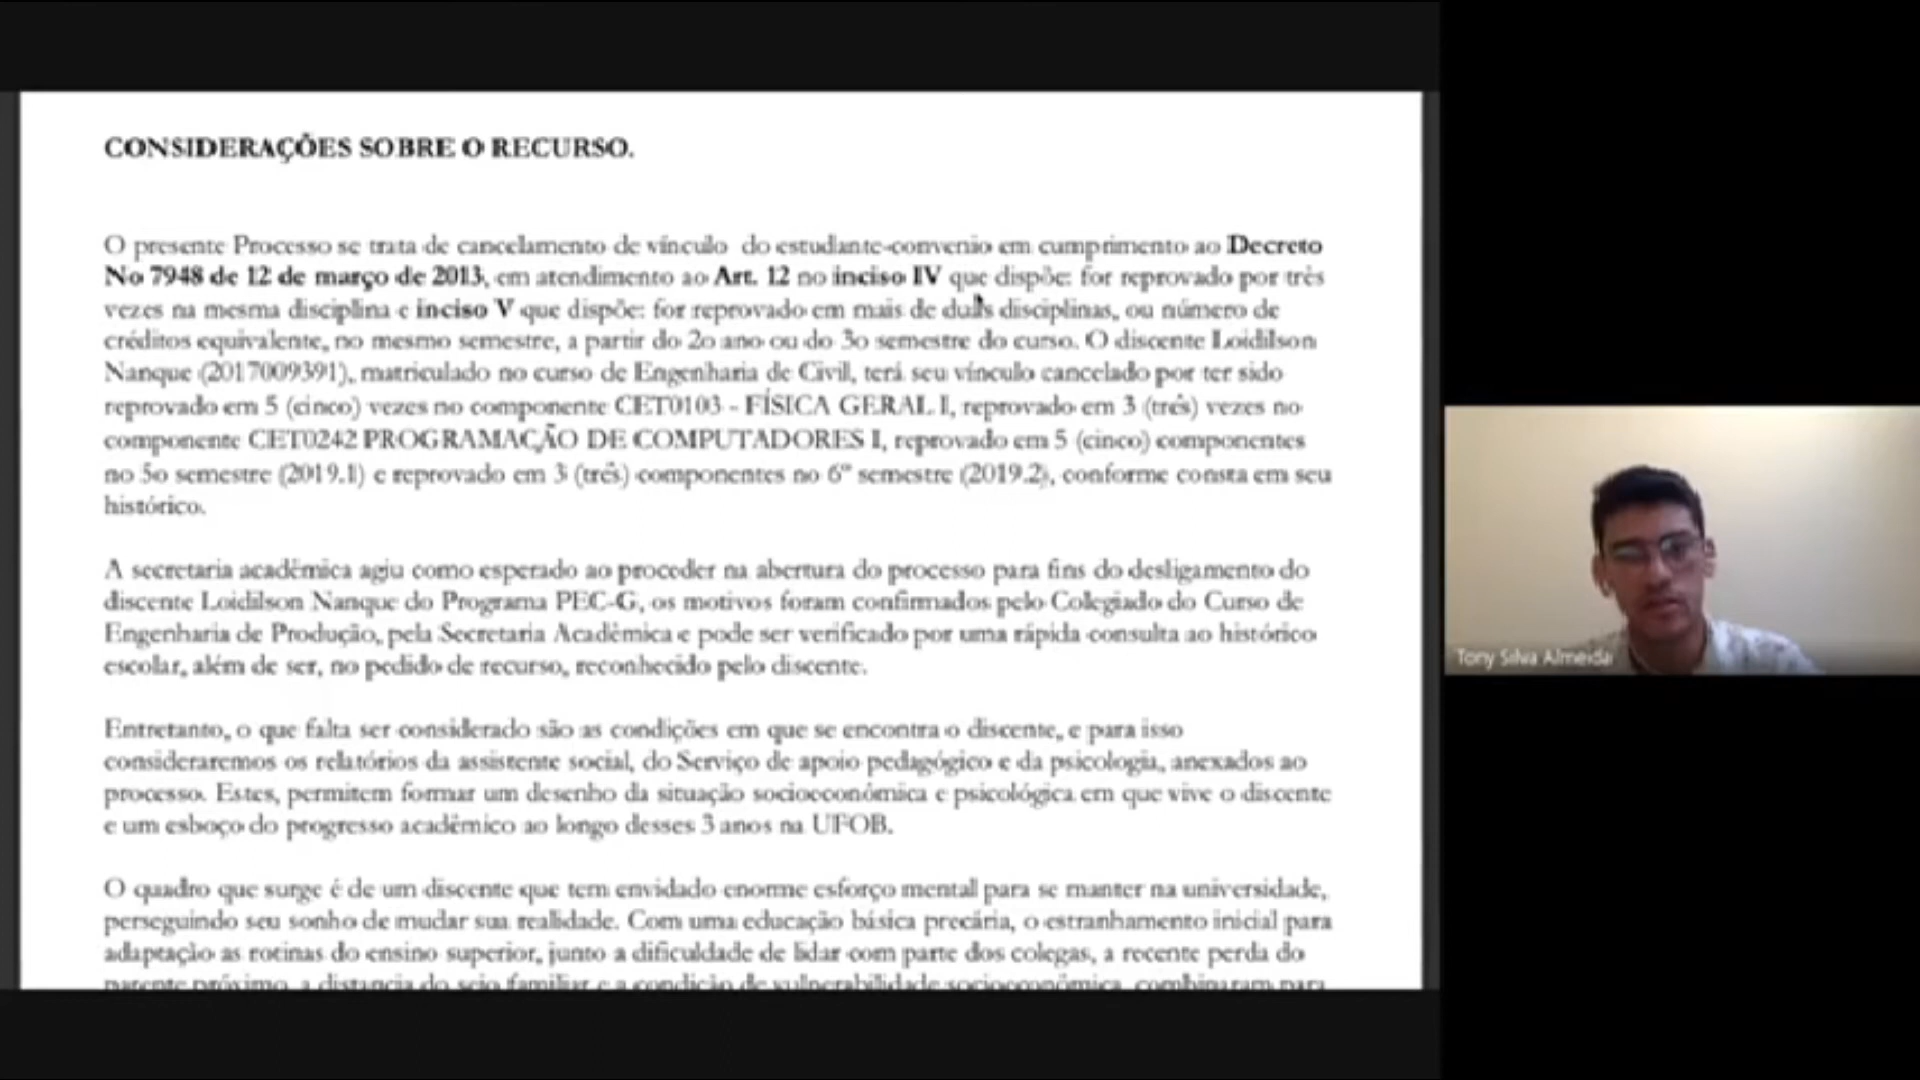 CONSIDERAÇÕES SOBRE O RECURSO.
O presente Processo se trata de cancelamento de vínculo do estudante-convenio em cumprimento ao Decreto
No 7948 de 12 de março de 2013, em atendimento ao Art. 12 no inciso IV que dispõe: for reprovado por três
vezes na mesma disciplina e inciso V que dispõe: for reprovado em mais de duas disciplinas, ou número de
créditos equivalente, no mesmo semestre, a partir do 2o ano ou do 3o semestre do curso. O discente Loidilson
Nanque (2017009391), matriculado no curso de Engenharia de Civil, terá seu vínculo cancelado por ter sido
reprovado em 5 (cinco) vezes no componente CET0103 - FÍSICA GERAL I, reprovado em 3 (três) vezes no
componente CET0242 PROGRAMAÇÃO DE COMPUTADORES I, reprovado em 5 (cinco) componentes
no 5o semestre (2019.1) e reprovado em 3 (três) componentes no 6º semestre (2019.2), conforme consta em seu
histórico.
A secretaria acadêmica agiu como esperado ao proceder na abertura do processo para fins do desligamento do
discente Loidilson Nanque do Programa PEC-G, os motivos foram confirmados pelo Colegiado do Curso de
Engenharia de Produção, pela Secretaria Acadêmica e pode ser verificado por uma rápida consulta ao histórico
escolar, além de ser, no pedido de recurso, reconhecido pelo discente.
Entretanto, o que falta ser considerado são as condições em que se encontra o discente, e para isso
consideraremos os relatórios da assistente social, do Serviço de apoio pedagógico e da psicologia, anexados ao
processo. Estes, permitem formar um desenho da situação socioeconômica e psicológica em que vive o discente
e um esboço do progresso acadêmico ao longo desses 3 anos na UFOB.
O quadro que surge é de um discente que tem envidado enorme esforço mental para se manter na universidade,
perseguindo seu sonho de mudar sua realidade. Com uma educação básica precária, o estranhamento inicial para
adaptação as rotinas do ensino superior, junto a dificuldade de lidar com parte dos colegas, a recente perda do
parente próximo, a distancia do seio familiar e a condição de vulnerabilidade socioeconômica, combinaram para
Tony Silva Almeida